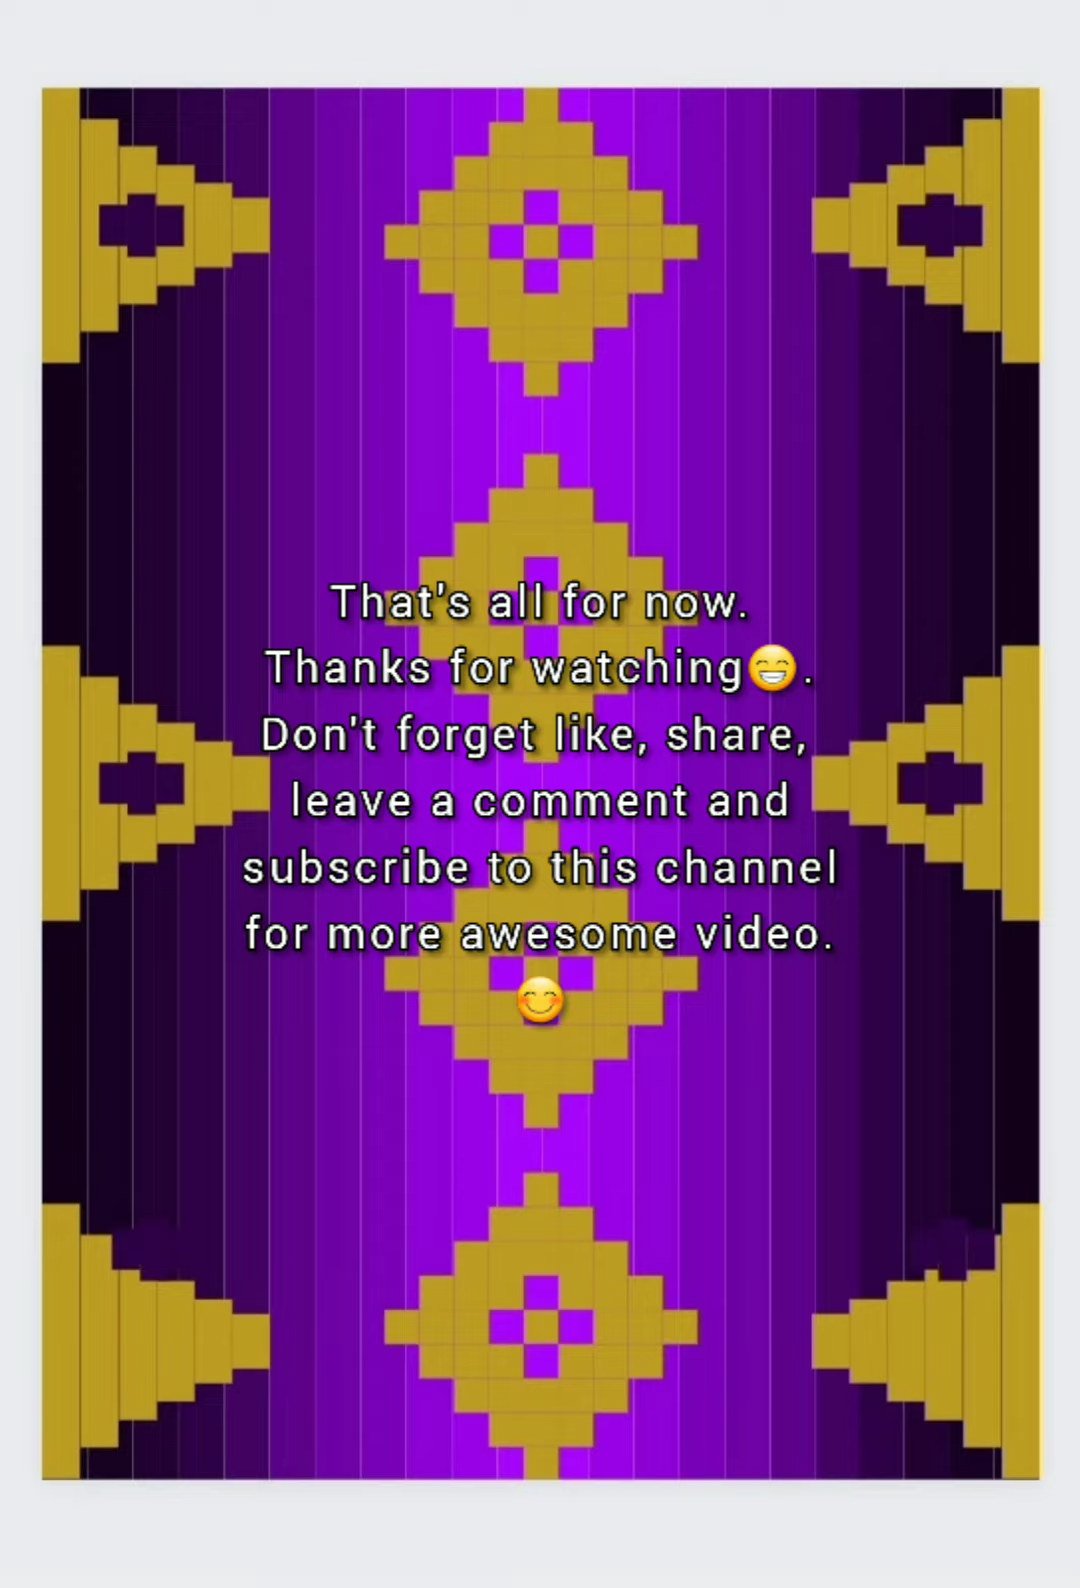 That's all for now.
Thanks for watching😁.
Don't forget like, share,
leave a comment and
subscribe to this channel
for more awesome video.
😊